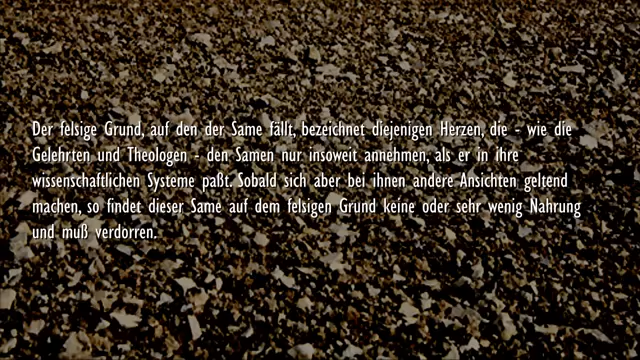 Der felsige Grund, auf den der Same fällt, bezeichnet diejenigen Herzen, die - wie die
Gelehrten und Theologen - den Samen nur insoweit annehmen, als er in ihre
wissenschaftlichen Systeme paßt. Sobald sich aber bei ihnen andere Ansichten geltend
machen, so findet dieser Same auf dem felsigen Grund keine oder sehr wenig Nahrung
und muß verdorren.